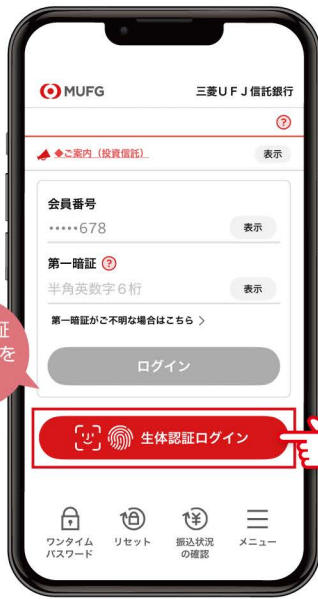 MUFG
三菱UFJ信託銀行
?
◆ご案内（投資信託）
表示
会員番号
•••••678
表示
第一暗証 ?
半角英数字6桁
表示
第一暗証がご不明な場合はこちら 〉
ログイン
証
を
生体認証ログイン
ワンタイム
パスワード
リセット
振込状況
の確認
メニュー